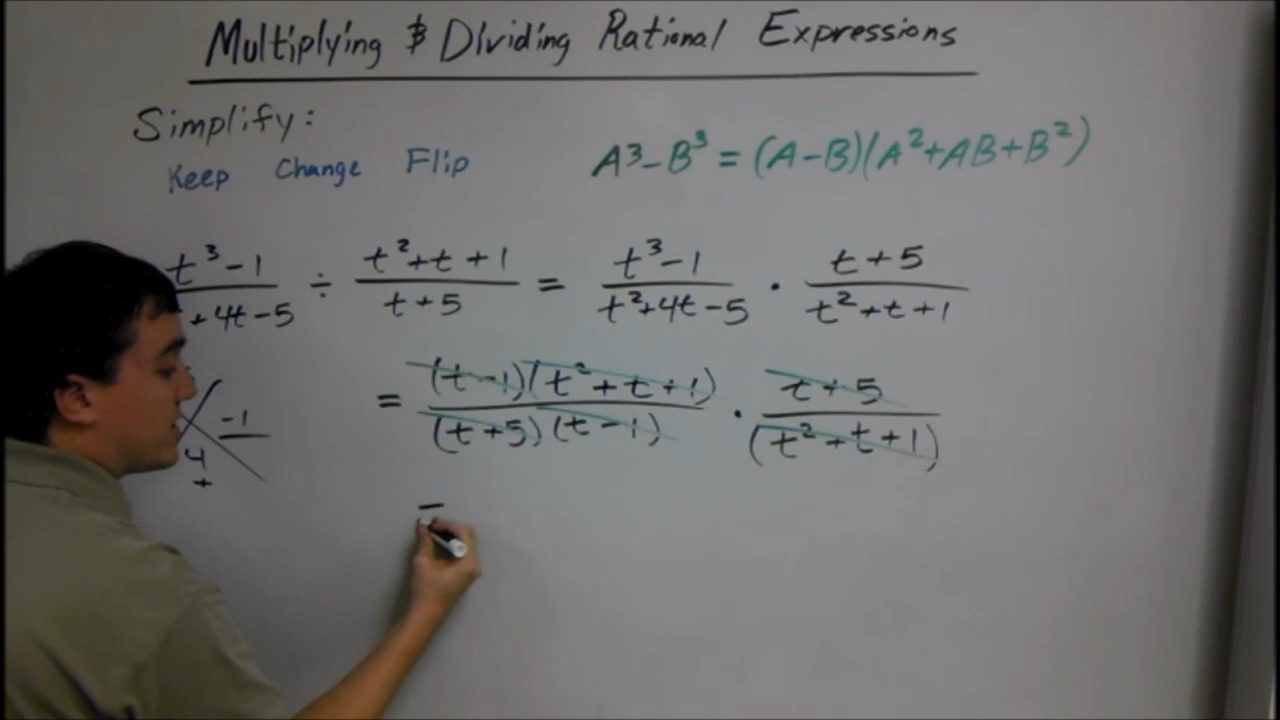 Multiplying & Dividing Rational Expressions
Simplify:
Keep Change Flip
A³-B³ = (A-B)(A²+AB+B²)
t³-1 ÷ t²+t+1 = t³-1 · t+5
+4t-5 t+5 t²+4t-5 t²+t+1
= (t-1)(t²+t+1) · t+5
(t+5)(t-1) (t²+t+1)
-1
4
+
=